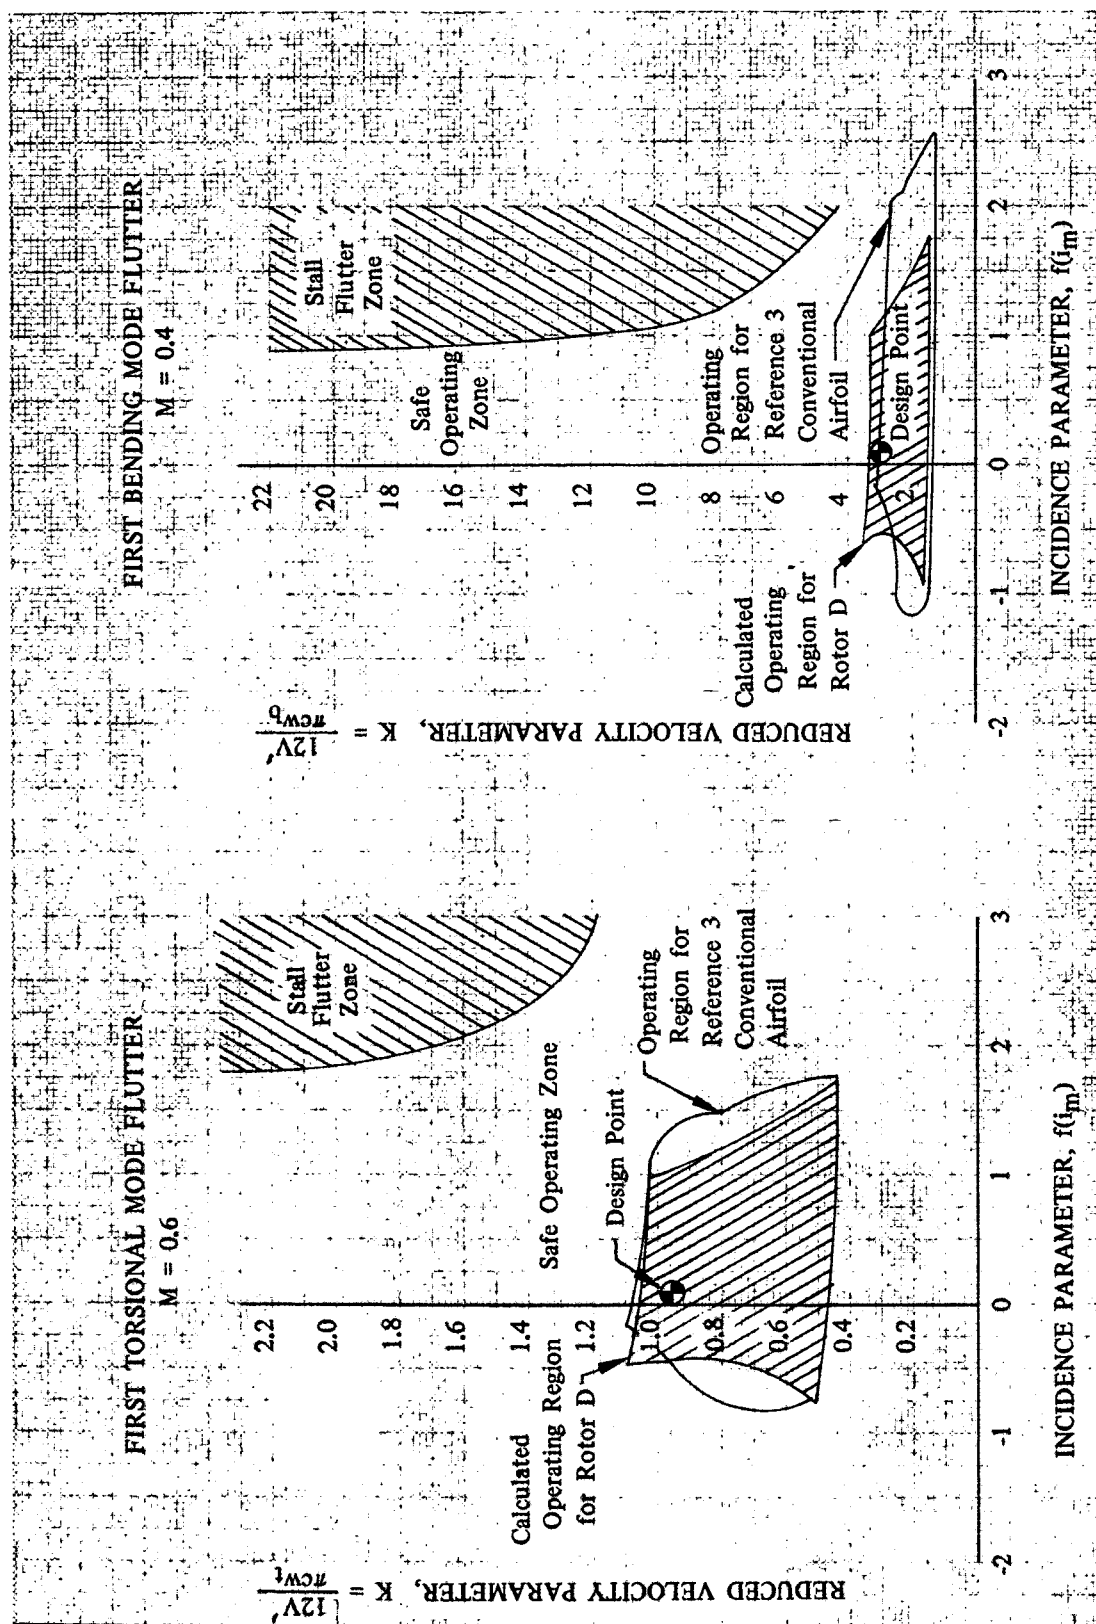 FIRST TORSIONAL MODE FLUTTER
M = 0.6
REDUCED VELOCITY PARAMETER, K = 12V' / πcwt
2.2
2.0
1.8
1.6
1.4
1.2
1.0
0.8
0.6
0.4
0.2
Stall
Flutter
Zone
Safe Operating Zone
Design Point
Calculated
Operating Region
for Rotor D
Operating
Region for
Reference 3
Conventional
Airfoil
-2
-1
0
1
2
3
INCIDENCE PARAMETER, f(im)
FIRST BENDING MODE FLUTTER
M = 0.4
REDUCED VELOCITY PARAMETER, K = 12V' / πcwb
22
20
18
16
14
12
10
8
6
4
2
Stall
Flutter
Zone
Safe
Operating
Zone
Operating
Region for
Reference 3
Conventional
Airfoil
Design Point
Calculated
Operating
Region for
Rotor D
-2
-1
0
1
2
3
INCIDENCE PARAMETER, f(im)